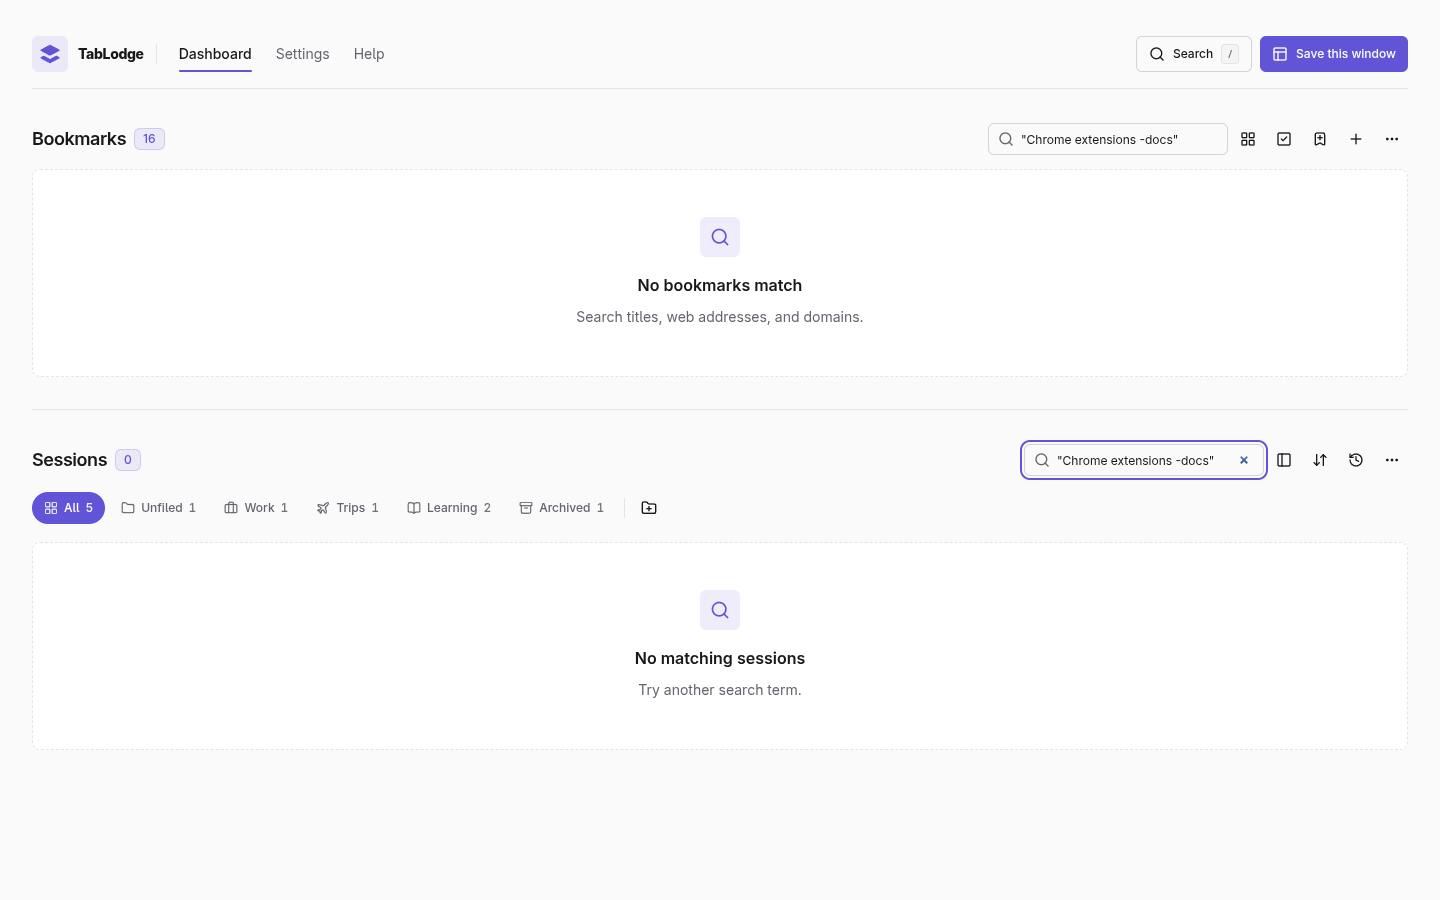 TabLodge Dashboard Settings Help Search / Save this window
Bookmarks 16 "Chrome extensions -docs"
No bookmarks match
Search titles, web addresses, and domains.
Sessions 0 "Chrome extensions -docs"
All 5 Unfiled 1 Work 1 Trips 1 Learning 2 Archived 1
No matching sessions
Try another search term.